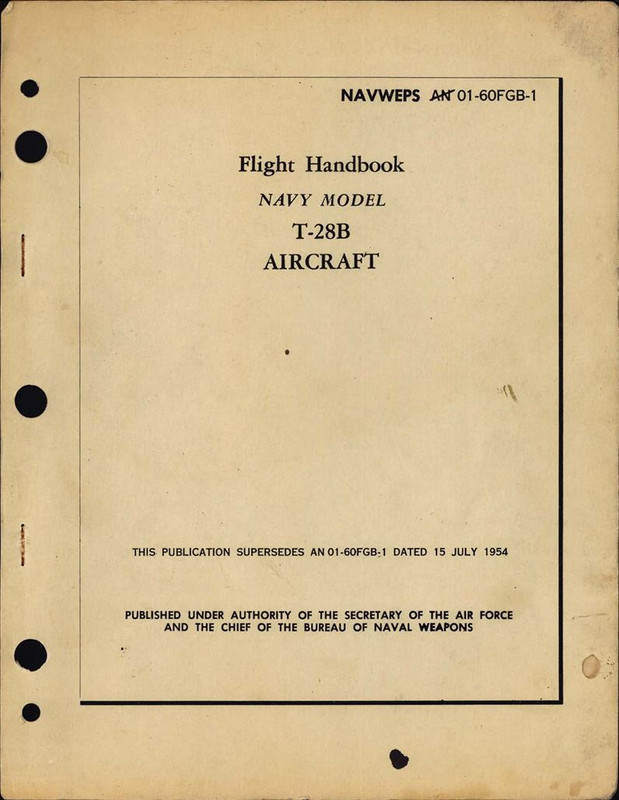 NAVWEPS AN 01-60FGB-1
Flight Handbook
NAVY MODEL
T-28B
AIRCRAFT
THIS PUBLICATION SUPERSEDES AN 01-60FGB-1 DATED 15 JULY 1954
PUBLISHED UNDER AUTHORITY OF THE SECRETARY OF THE AIR FORCE
AND THE CHIEF OF THE BUREAU OF NAVAL WEAPONS